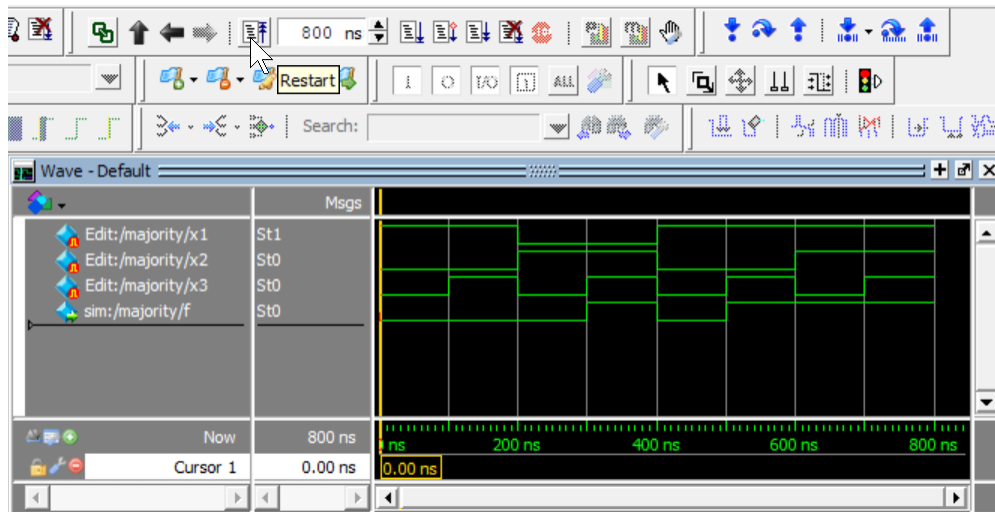 800 ns
Restart
I O I/O ALL
Search:
Wave - Default
Msgs
Edit:/majority/x1 St1
Edit:/majority/x2 St0
Edit:/majority/x3 St0
sim:/majority/f St0
Now 800 ns ns 200 ns 400 ns 600 ns 800 ns
Cursor 1 0.00 ns 0.00 ns